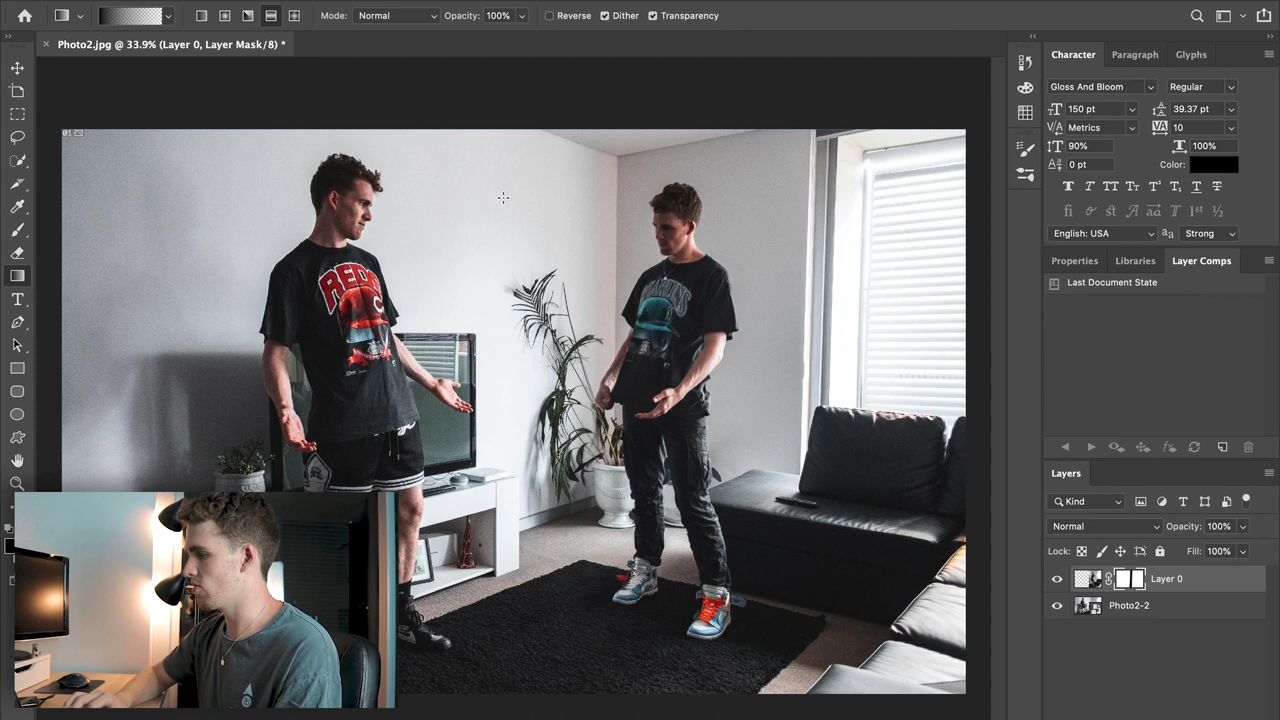 Mode: Normal Opacity: 100% Reverse Dither Transparency
Photo2.jpg @ 33.9% (Layer 0, Layer Mask/8) *
Character Paragraph Glyphs
Gloss And Bloom Regular
150 pt 39.37 pt
Metrics 10
90% 100%
0 pt Color:
English: USA Strong
Properties Libraries Layer Comps
Last Document State
Layers
Kind
Normal Opacity: 100%
Lock: Fill: 100%
Layer 0
Photo2-2
01
REDS